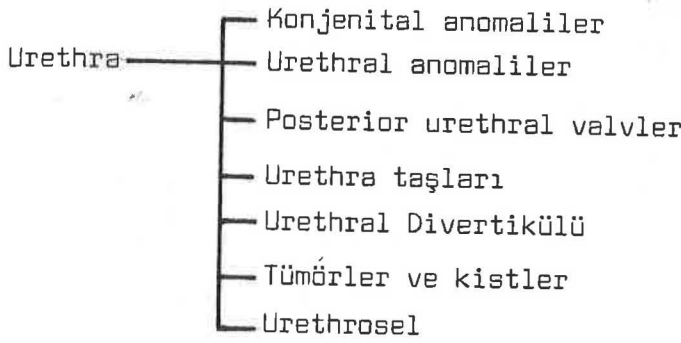 Konjenital anomaliler
Urethra
Urethral anomaliler
Posterior urethral valvler
Urethra taşları
Urethral Divertikülü
Tümörler ve kistler
Urethrosel